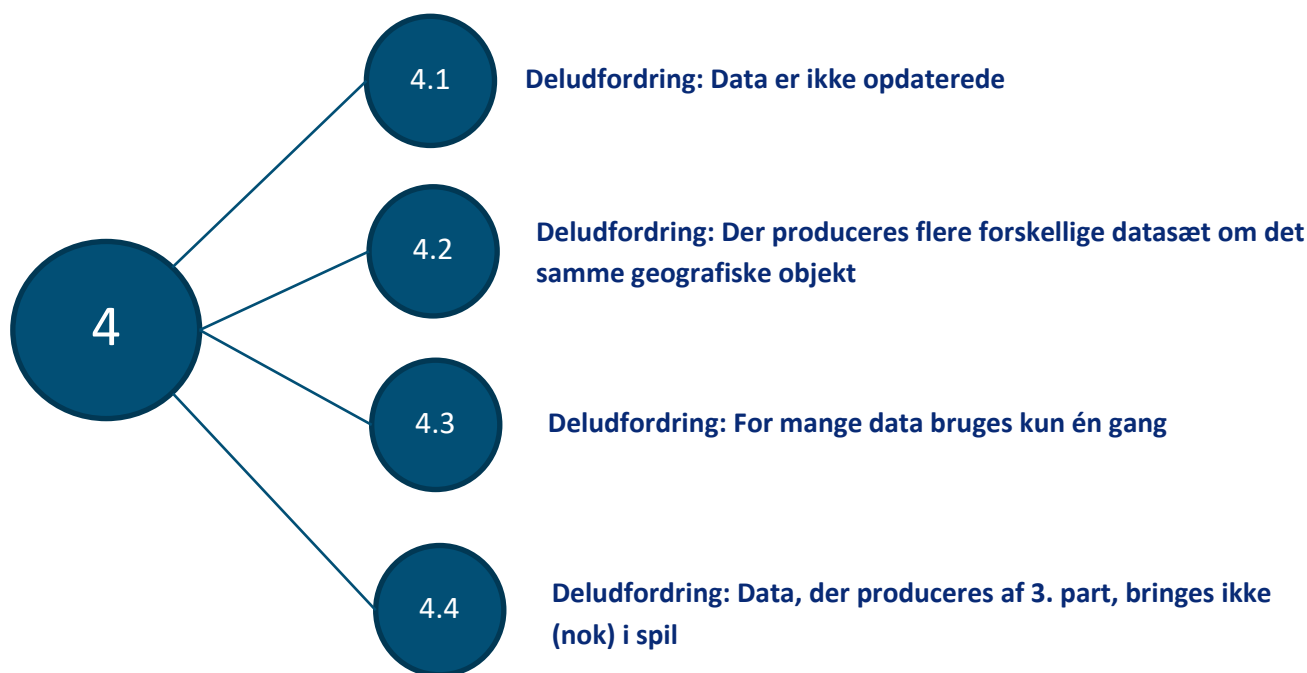 4
4.1
Deludfordring: Data er ikke opdaterede
4.2
Deludfordring: Der produceres flere forskellige datasæt om det
samme geografiske objekt
4.3
Deludfordring: For mange data bruges kun én gang
4.4
Deludfordring: Data, der produceres af 3. part, bringes ikke
(nok) i spil